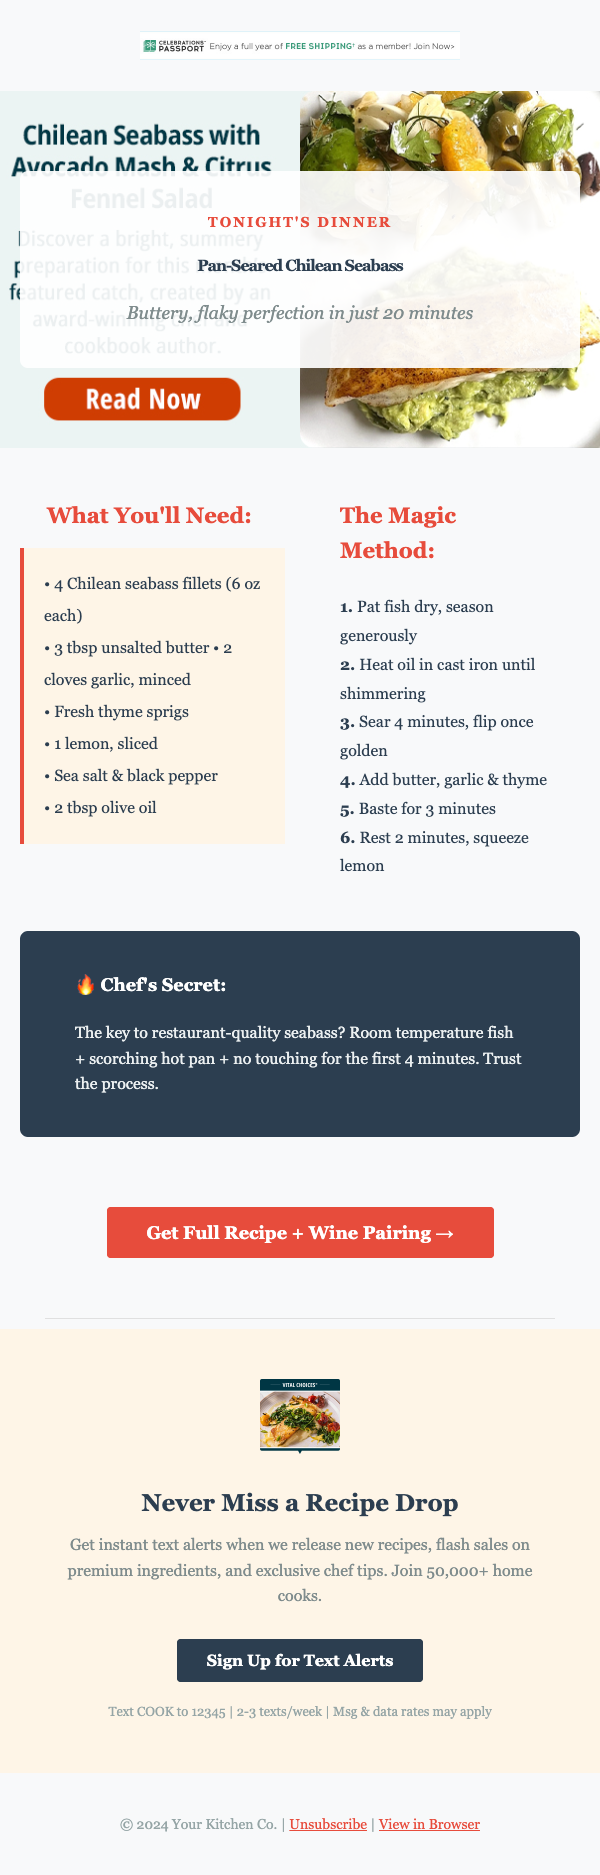 CELEBRATIONS
PASSPORT
Enjoy a full year of FREE SHIPPING† as a member! Join Now>
Chilean Seabass with
Avocado Mash & Citrus
Fennel Salad
TONIGHT'S DINNER
Discover a bright, summery
Pan-Seared Chilean Seabass
preparation for this
featured catch, created by an
Buttery, flaky perfection in just 20 minutes
award-winning chef and
cookbook author.
Read Now
What You'll Need:
• 4 Chilean seabass fillets (6 oz
each)
• 3 tbsp unsalted butter • 2
cloves garlic, minced
• Fresh thyme sprigs
• 1 lemon, sliced
• Sea salt & black pepper
• 2 tbsp olive oil
The Magic
Method:
1. Pat fish dry, season
generously
2. Heat oil in cast iron until
shimmering
3. Sear 4 minutes, flip once
golden
4. Add butter, garlic & thyme
5. Baste for 3 minutes
6. Rest 2 minutes, squeeze
lemon
🔥 Chef's Secret:
The key to restaurant-quality seabass? Room temperature fish
+ scorching hot pan + no touching for the first 4 minutes. Trust
the process.
Get Full Recipe + Wine Pairing →
VITAL CHOICES
Never Miss a Recipe Drop
Get instant text alerts when we release new recipes, flash sales on
premium ingredients, and exclusive chef tips. Join 50,000+ home
cooks.
Sign Up for Text Alerts
Text COOK to 12345 | 2-3 texts/week | Msg & data rates may apply
© 2024 Your Kitchen Co. | Unsubscribe | View in Browser